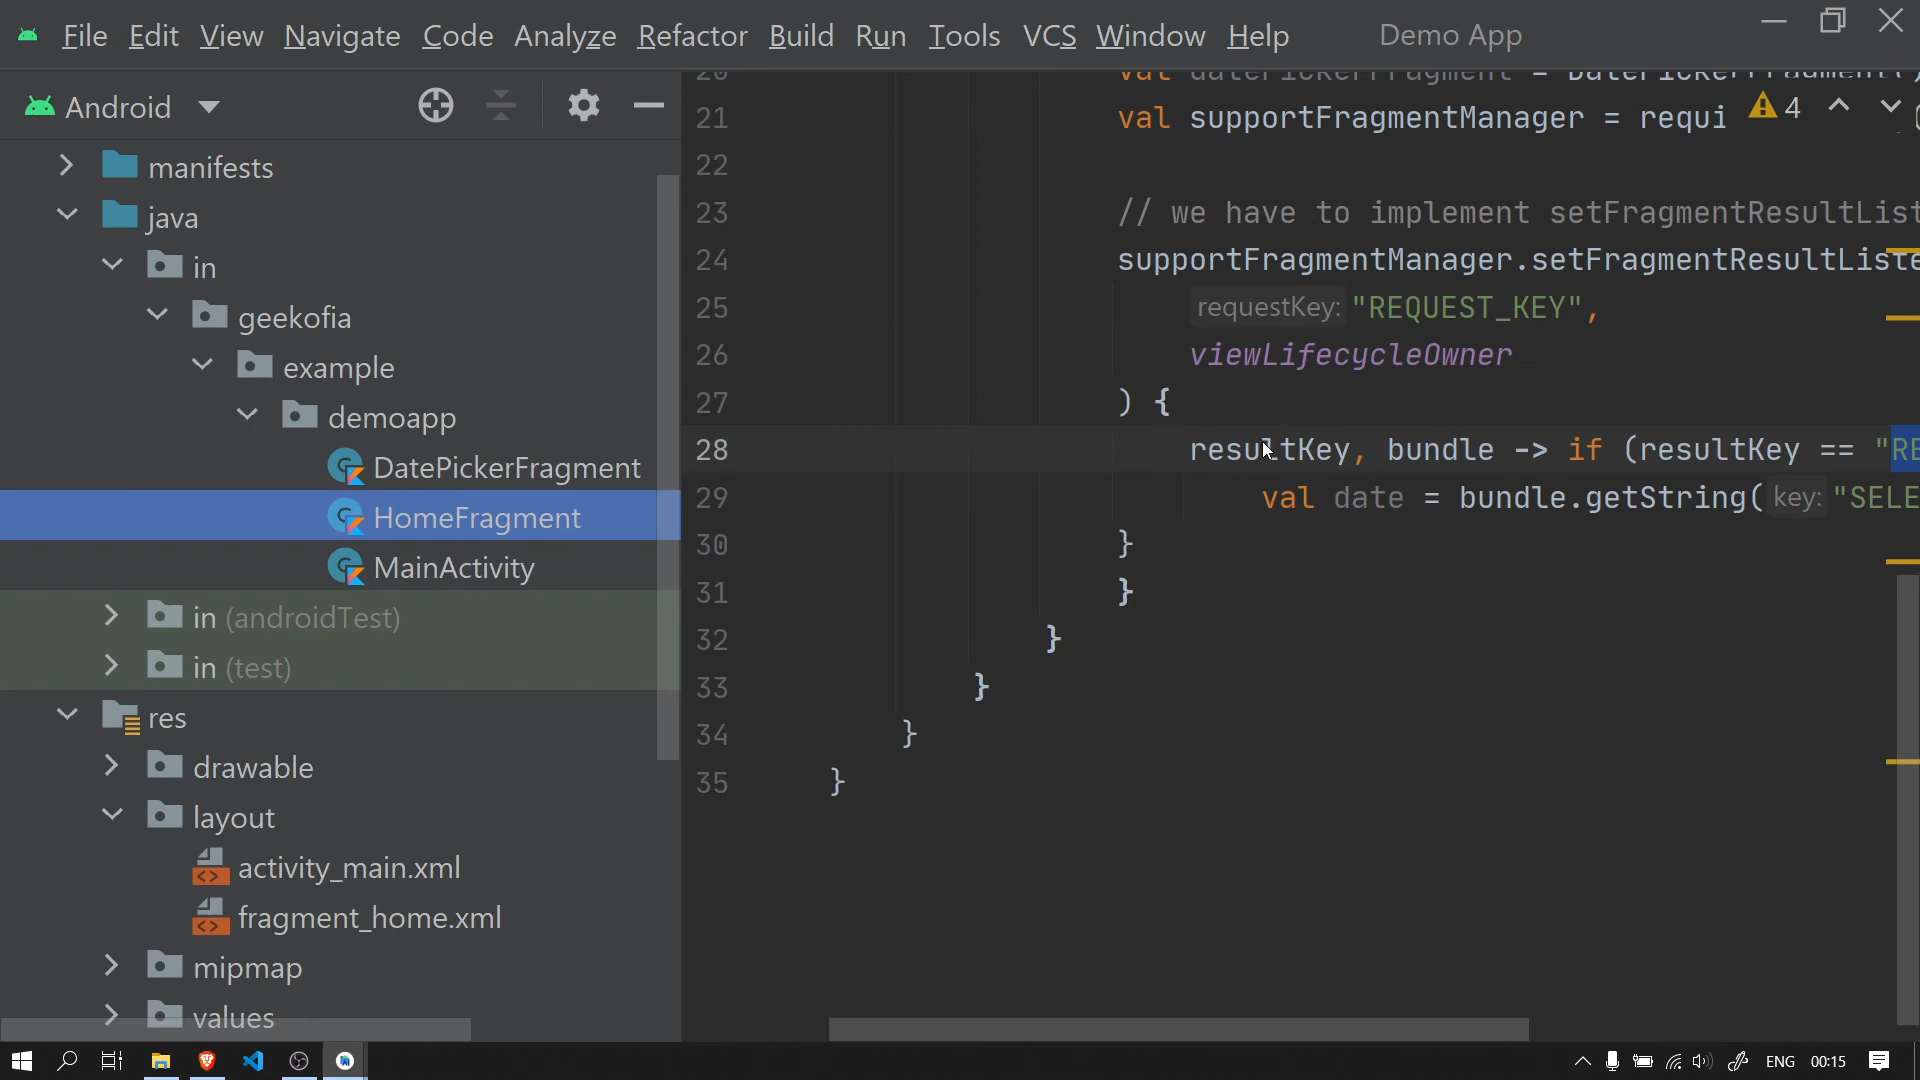 File Edit View Navigate Code Analyze Refactor Build Run Tools VCS Window Help Demo App
Android
manifests
java
in
geekofia
example
demoapp
DatePickerFragment
HomeFragment
MainActivity
in (androidTest)
in (test)
res
drawable
layout
activity_main.xml
fragment_home.xml
mipmap
values
4
20 val datePickerFragment = DatePickerFragment()
21 val supportFragmentManager = requi
22
23 // we have to implement setFragmentResultList
24 supportFragmentManager.setFragmentResultListe
25 requestKey: "REQUEST_KEY",
26 viewLifecycleOwner
27 ) {
28 resultKey, bundle -> if (resultKey == "RE
29 val date = bundle.getString( key: "SELE
30 }
31 }
32 }
33 }
34 }
35 }
ENG 00:15